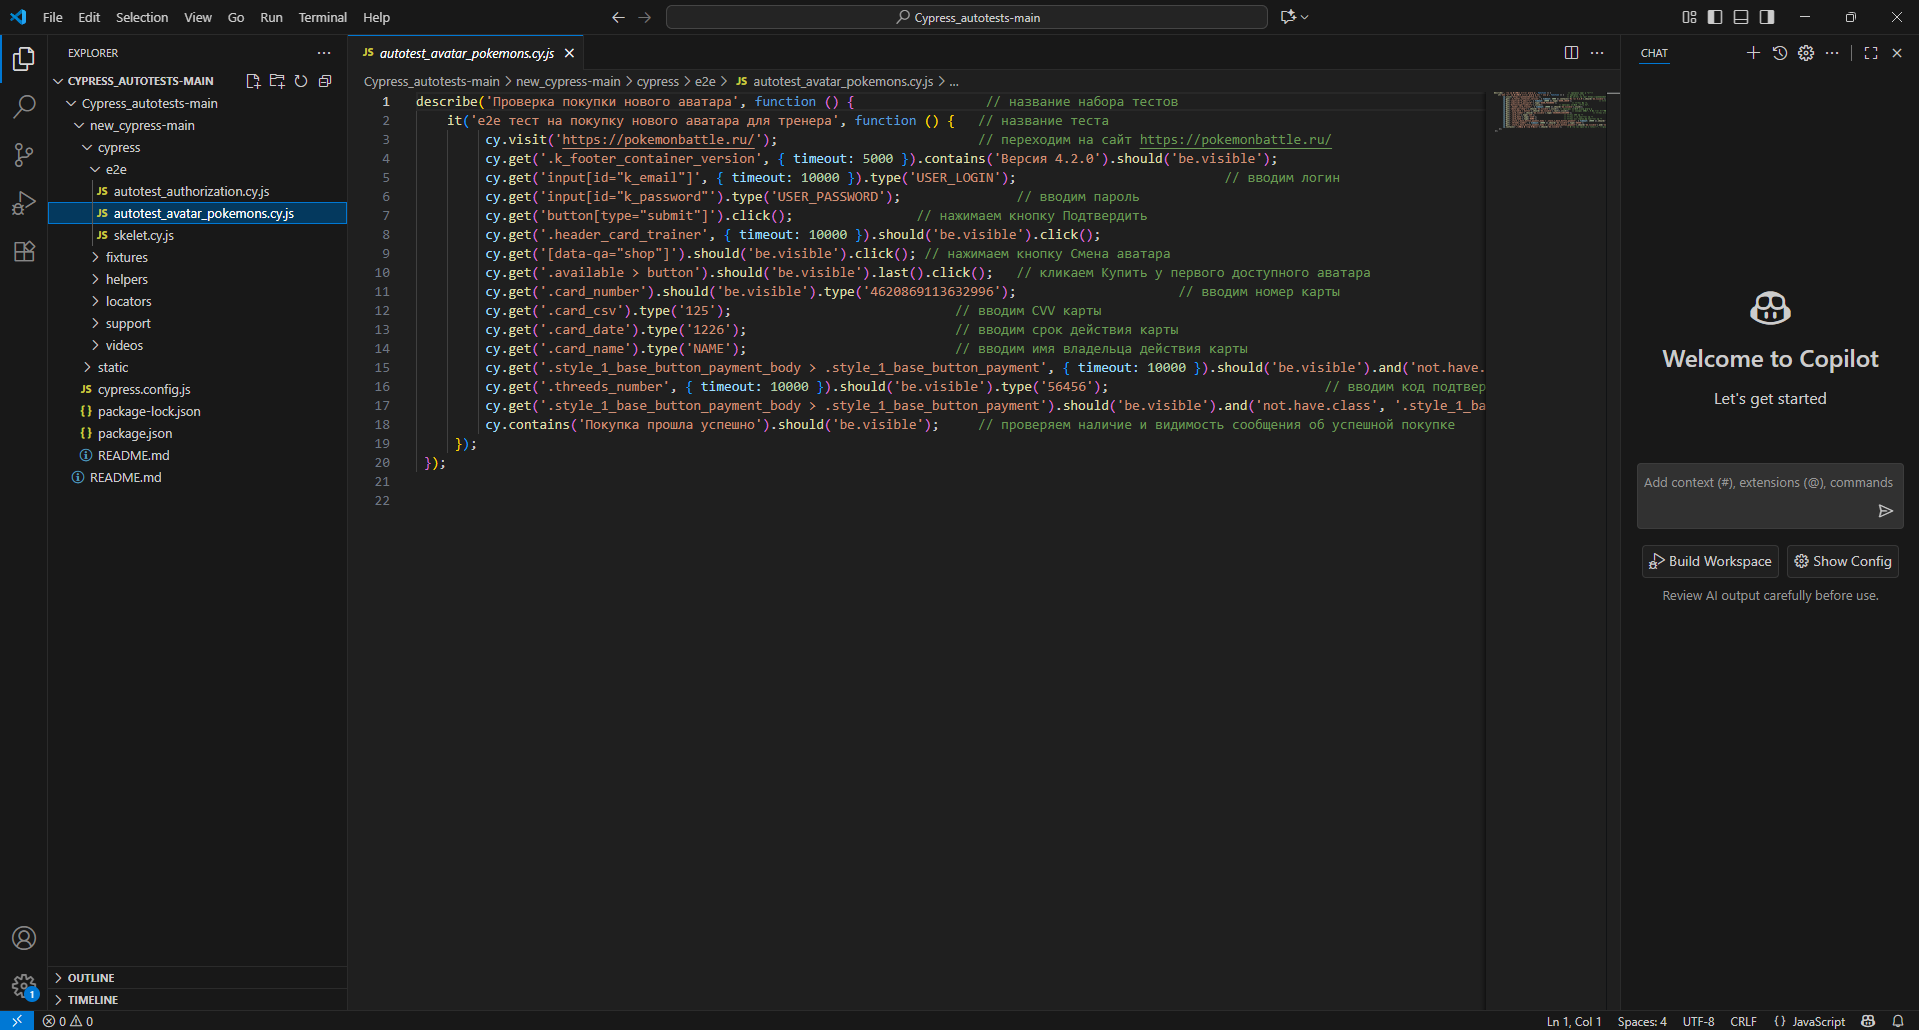 File Edit Selection View Go Run Terminal Help
Cypress_autotests-main
EXPLORER
CYPRESS_AUTOTESTS-MAIN
Cypress_autotests-main
new_cypress-main
cypress
e2e
JS autotest_authorization.cy.js
JS autotest_avatar_pokemons.cy.js
JS skelet.cy.js
fixtures
helpers
locators
support
videos
static
JS cypress.config.js
{} package-lock.json
{} package.json
README.md
README.md
OUTLINE
TIMELINE
1
JS autotest_avatar_pokemons.cy.js
Cypress_autotests-main > new_cypress-main > cypress > e2e > JS autotest_avatar_pokemons.cy.js > ...
1 describe('Проверка покупки нового аватара', function () { // название набора тестов
2 it('e2e тест на покупку нового аватара для тренера', function () { // название теста
3 cy.visit('https://pokemonbattle.ru/'); // переходим на сайт https://pokemonbattle.ru/
4 cy.get('.k_footer_container_version', { timeout: 5000 }).contains('Версия 4.2.0').should('be.visible');
5 cy.get('input[id="k_email"]', { timeout: 10000 }).type('USER_LOGIN'); // вводим логин
6 cy.get('input[id="k_password"').type('USER_PASSWORD'); // вводим пароль
7 cy.get('button[type="submit"]').click(); // нажимаем кнопку Подтвердить
8 cy.get('.header_card_trainer', { timeout: 10000 }).should('be.visible').click();
9 cy.get('[data-qa="shop"]').should('be.visible').click(); // нажимаем кнопку Смена аватара
10 cy.get('.available > button').should('be.visible').last().click(); // кликаем Купить у первого доступного аватара
11 cy.get('.card_number').should('be.visible').type('4620869113632996'); // вводим номер карты
12 cy.get('.card_csv').type('125'); // вводим CVV карты
13 cy.get('.card_date').type('1226'); // вводим срок действия карты
14 cy.get('.card_name').type('NAME'); // вводим имя владельца действия карты
15 cy.get('.style_1_base_button_payment_body > .style_1_base_button_payment', { timeout: 10000 }).should('be.visible').and('not.have.
16 cy.get('.threeds_number', { timeout: 10000 }).should('be.visible').type('56456'); // вводим код подтвер
17 cy.get('.style_1_base_button_payment_body > .style_1_base_button_payment').should('be.visible').and('not.have.class', '.style_1_ba
18 cy.contains('Покупка прошла успешно').should('be.visible'); // проверяем наличие и видимость сообщения об успешной покупке
19 });
20 });
21
22
CHAT
Welcome to Copilot
Let's get started
Add context (#), extensions (@), commands
Build Workspace Show Config
Review AI output carefully before use.
0 0
Ln 1, Col 1 Spaces: 4 UTF-8 CRLF {} JavaScript